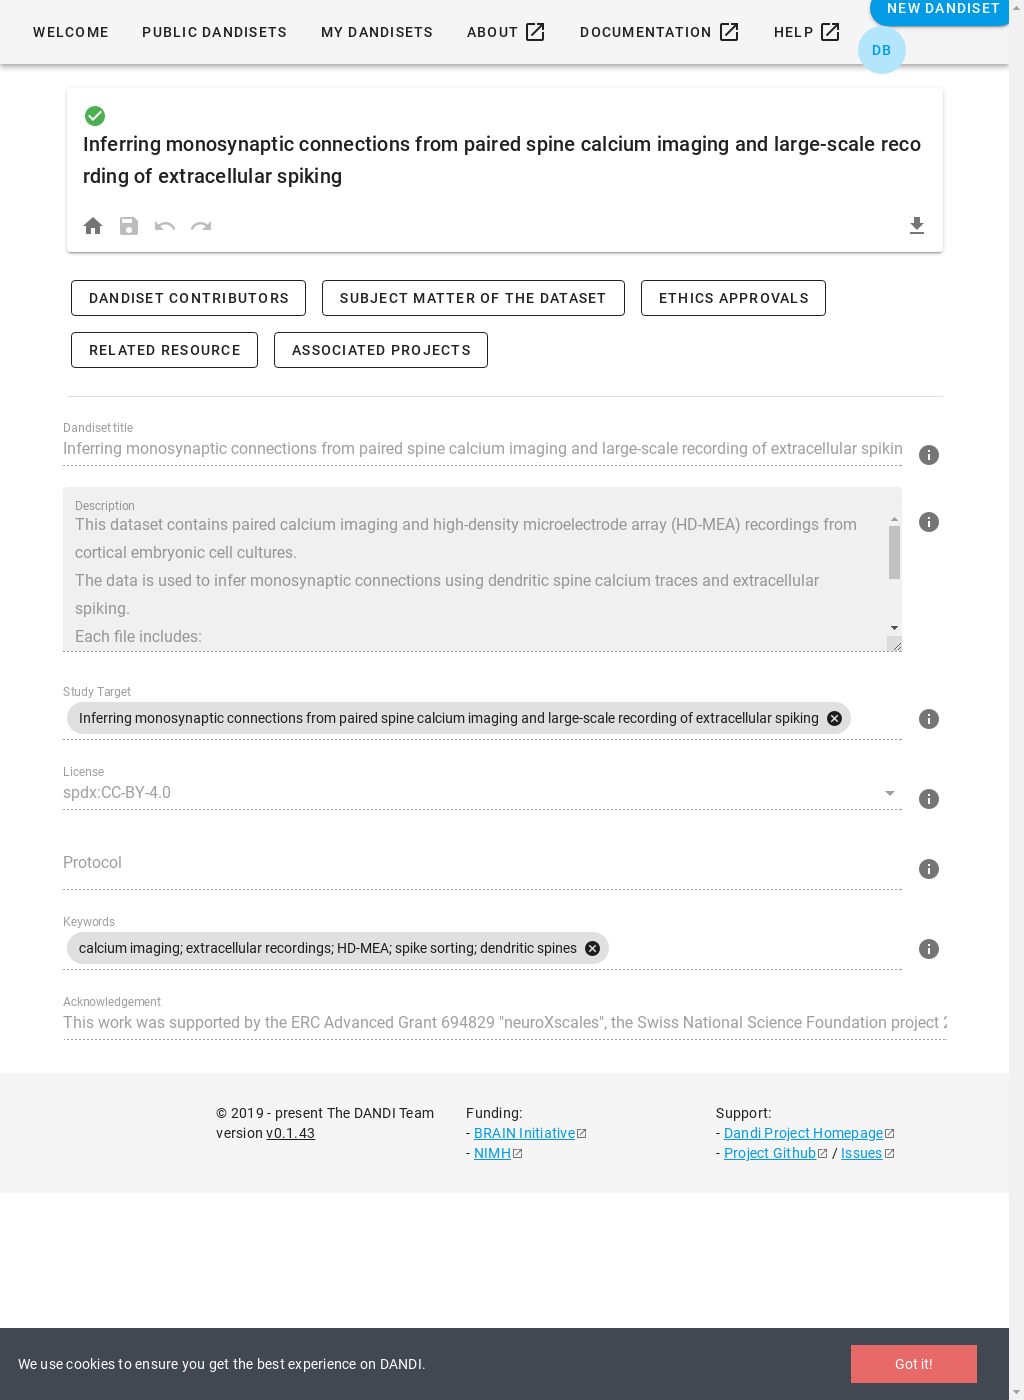 WELCOME PUBLIC DANDISETS MY DANDISETS ABOUT DOCUMENTATION HELP NEW DANDISET
DB
Inferring monosynaptic connections from paired spine calcium imaging and large-scale reco
rding of extracellular spiking
DANDISET CONTRIBUTORS SUBJECT MATTER OF THE DATASET ETHICS APPROVALS
RELATED RESOURCE ASSOCIATED PROJECTS
Dandiset title
Inferring monosynaptic connections from paired spine calcium imaging and large-scale recording of extracellular spikin
Description
This dataset contains paired calcium imaging and high-density microelectrode array (HD-MEA) recordings from
cortical embryonic cell cultures.
The data is used to infer monosynaptic connections using dendritic spine calcium traces and extracellular
spiking.
Each file includes:
Study Target
Inferring monosynaptic connections from paired spine calcium imaging and large-scale recording of extracellular spiking
License
spdx:CC-BY-4.0
Protocol
Keywords
calcium imaging; extracellular recordings; HD-MEA; spike sorting; dendritic spines
Acknowledgement
This work was supported by the ERC Advanced Grant 694829 "neuroXscales", the Swiss National Science Foundation project 2
© 2019 - present The DANDI Team
version v0.1.43
Funding:
- BRAIN Initiative
- NIMH
Support:
- Dandi Project Homepage
- Project Github / Issues
We use cookies to ensure you get the best experience on DANDI.
Got it!